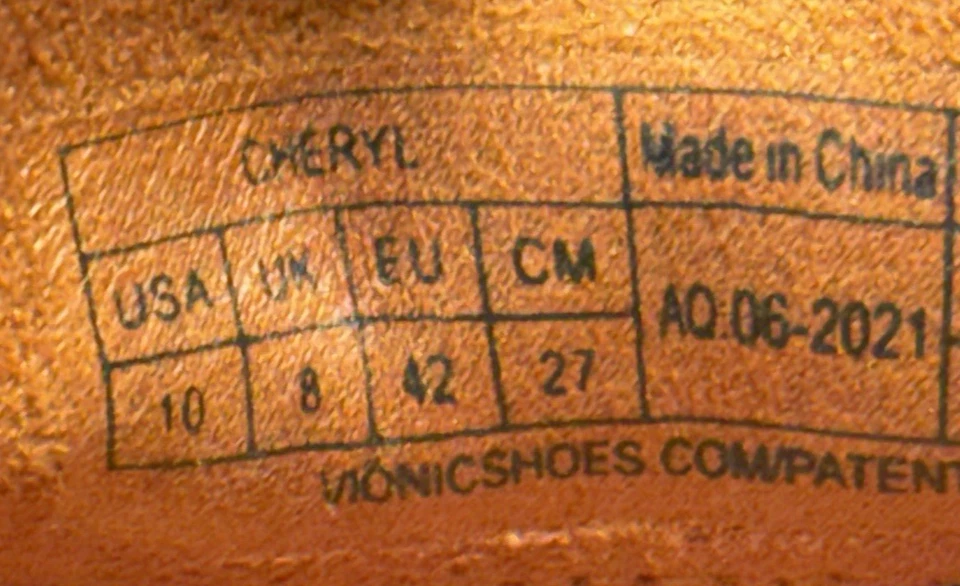 CHERYL
Made in China
USA UK EU CM
AQ.06-2021
10 8 42 27
VIONICSHOES.COM/PATENT